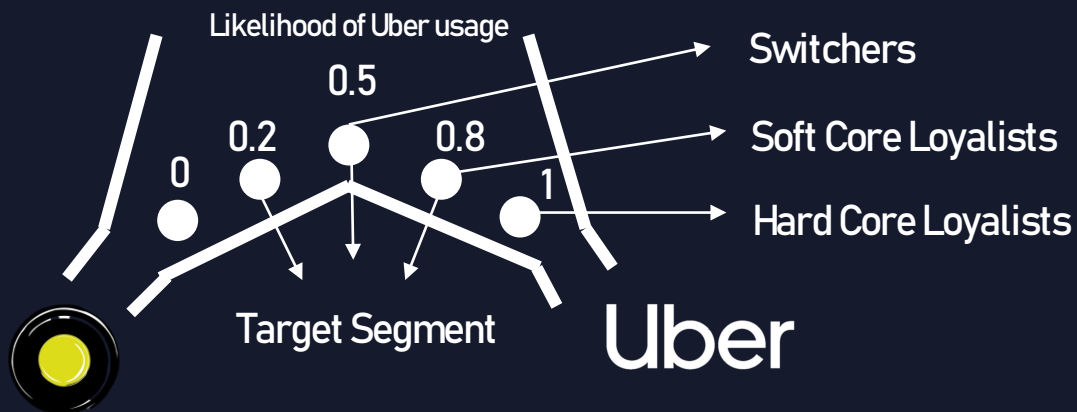 Likelihood of Uber usage
Switchers
0.5
0.2
0.8
Soft Core Loyalists
0
1
Hard Core Loyalists
Target Segment
Uber